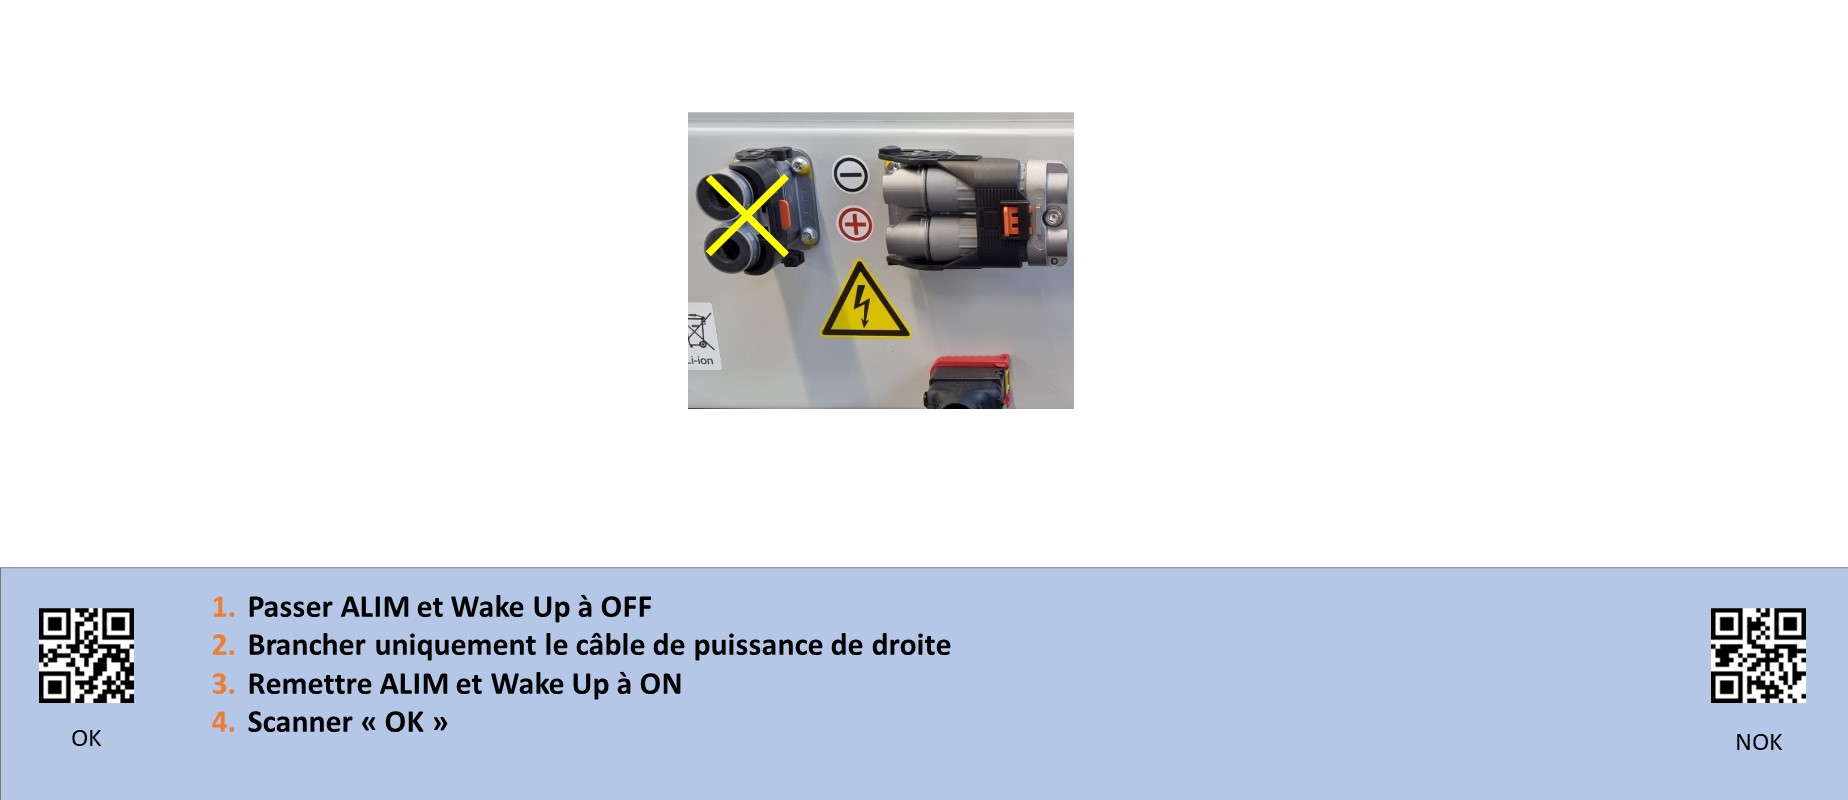 Li-ion
1. Passer ALIM et Wake Up à OFF
2. Brancher uniquement le câble de puissance de droite
3. Remettre ALIM et Wake Up à ON
4. Scanner « OK »
OK
NOK